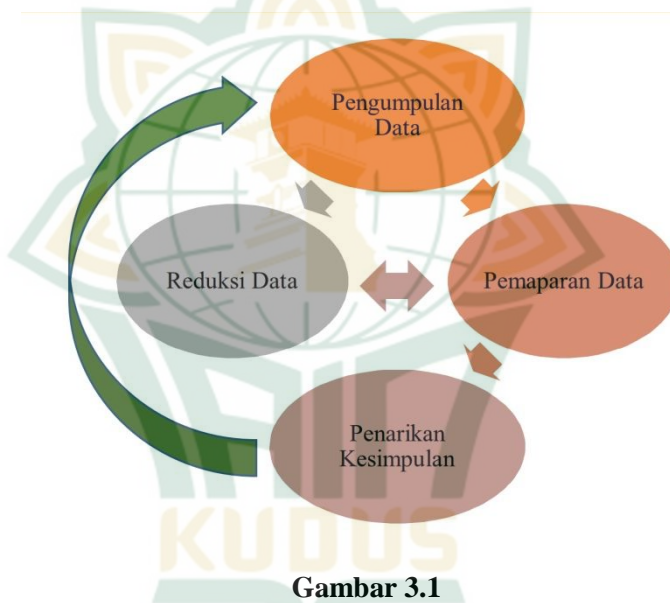 Pengumpulan
Data
Reduksi Data
Pemaparan Data
Penarikan
Kesimpulan
KUDUS
Gambar 3.1